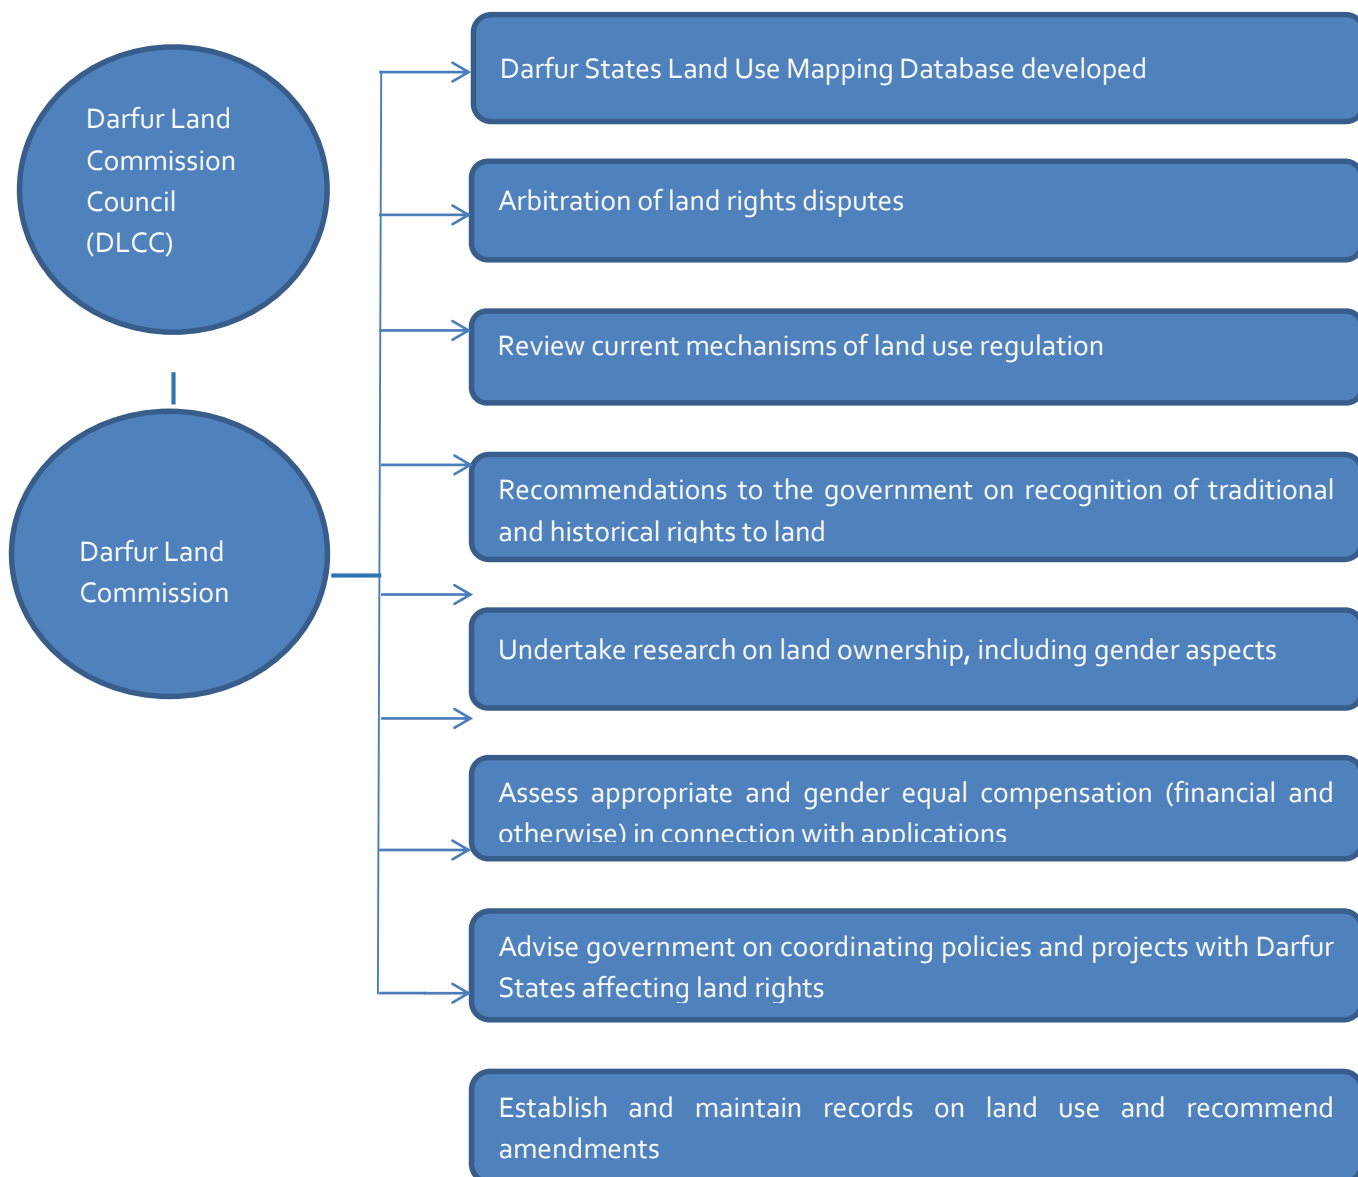 Darfur Land
Commission
Council
(DLCC)
Darfur Land
Commission
Darfur States Land Use Mapping Database developed
Arbitration of land rights disputes
Review current mechanisms of land use regulation
Recommendations to the government on recognition of traditional
and historical rights to land
Undertake research on land ownership, including gender aspects
Assess appropriate and gender equal compensation (financial and
otherwise) in connection with applications
Advise government on coordinating policies and projects with Darfur
States affecting land rights
Establish and maintain records on land use and recommend
amendments